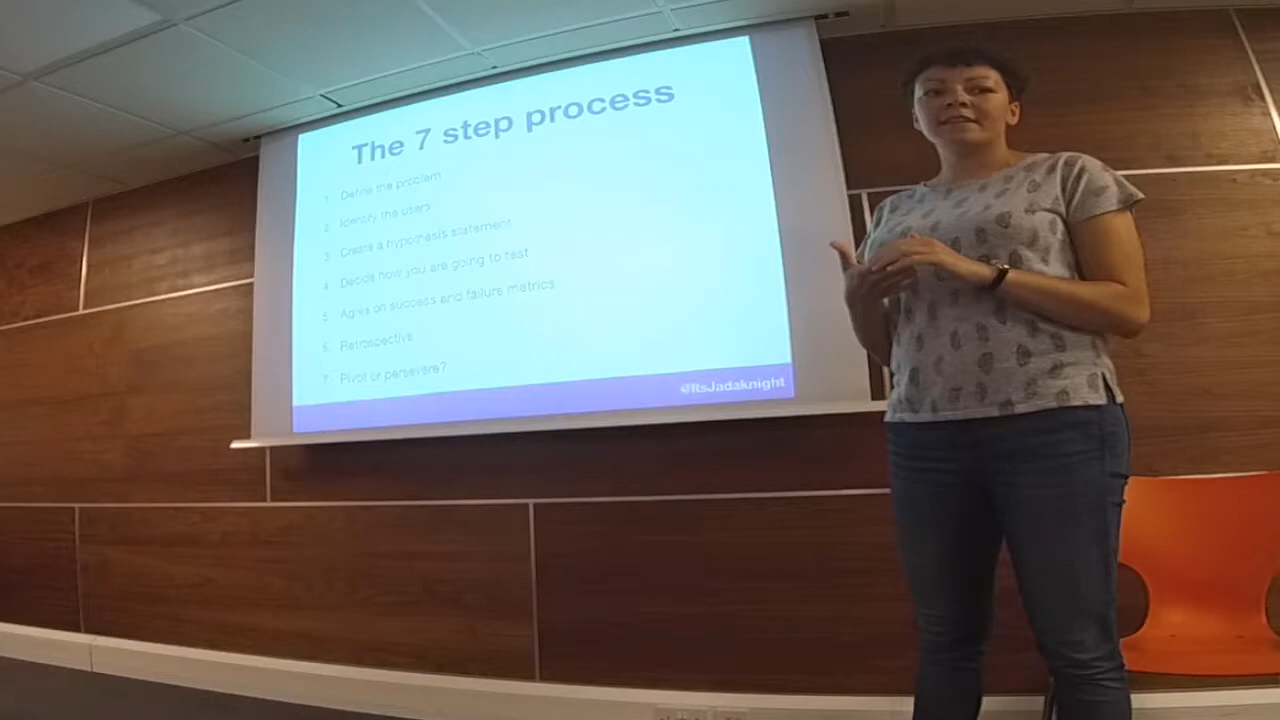 The 7 step process
1. Define the problem
2. Identify the users
3. Create a hypothesis statement
4. Decide how you are going to test
5. Agree on success and failure metrics
6. Retrospective
7. Pivot or persevere?
@ItsJadaknight